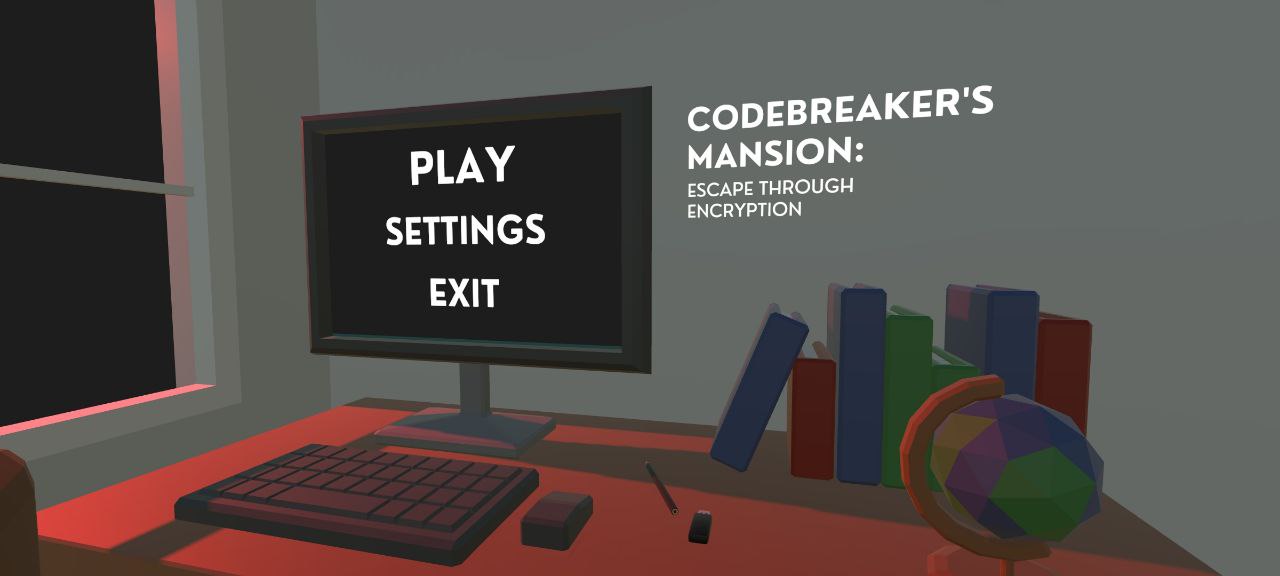 PLAY
SETTINGS
EXIT
CODEBREAKER'S
MANSION:
ESCAPE THROUGH
ENCRYPTION